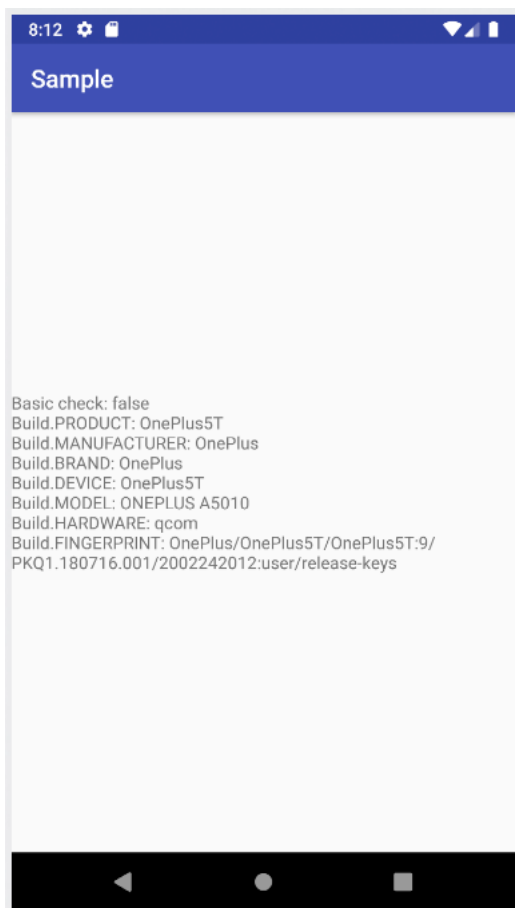 8:12
Sample
Basic check: false
Build.PRODUCT: OnePlus5T
Build.MANUFACTURER: OnePlus
Build.BRAND: OnePlus
Build.DEVICE: OnePlus5T
Build.MODEL: ONEPLUS A5010
Build.HARDWARE: qcom
Build.FINGERPRINT: OnePlus/OnePlus5T/OnePlus5T:9/
PKQ1.180716.001/2002242012:user/release-keys